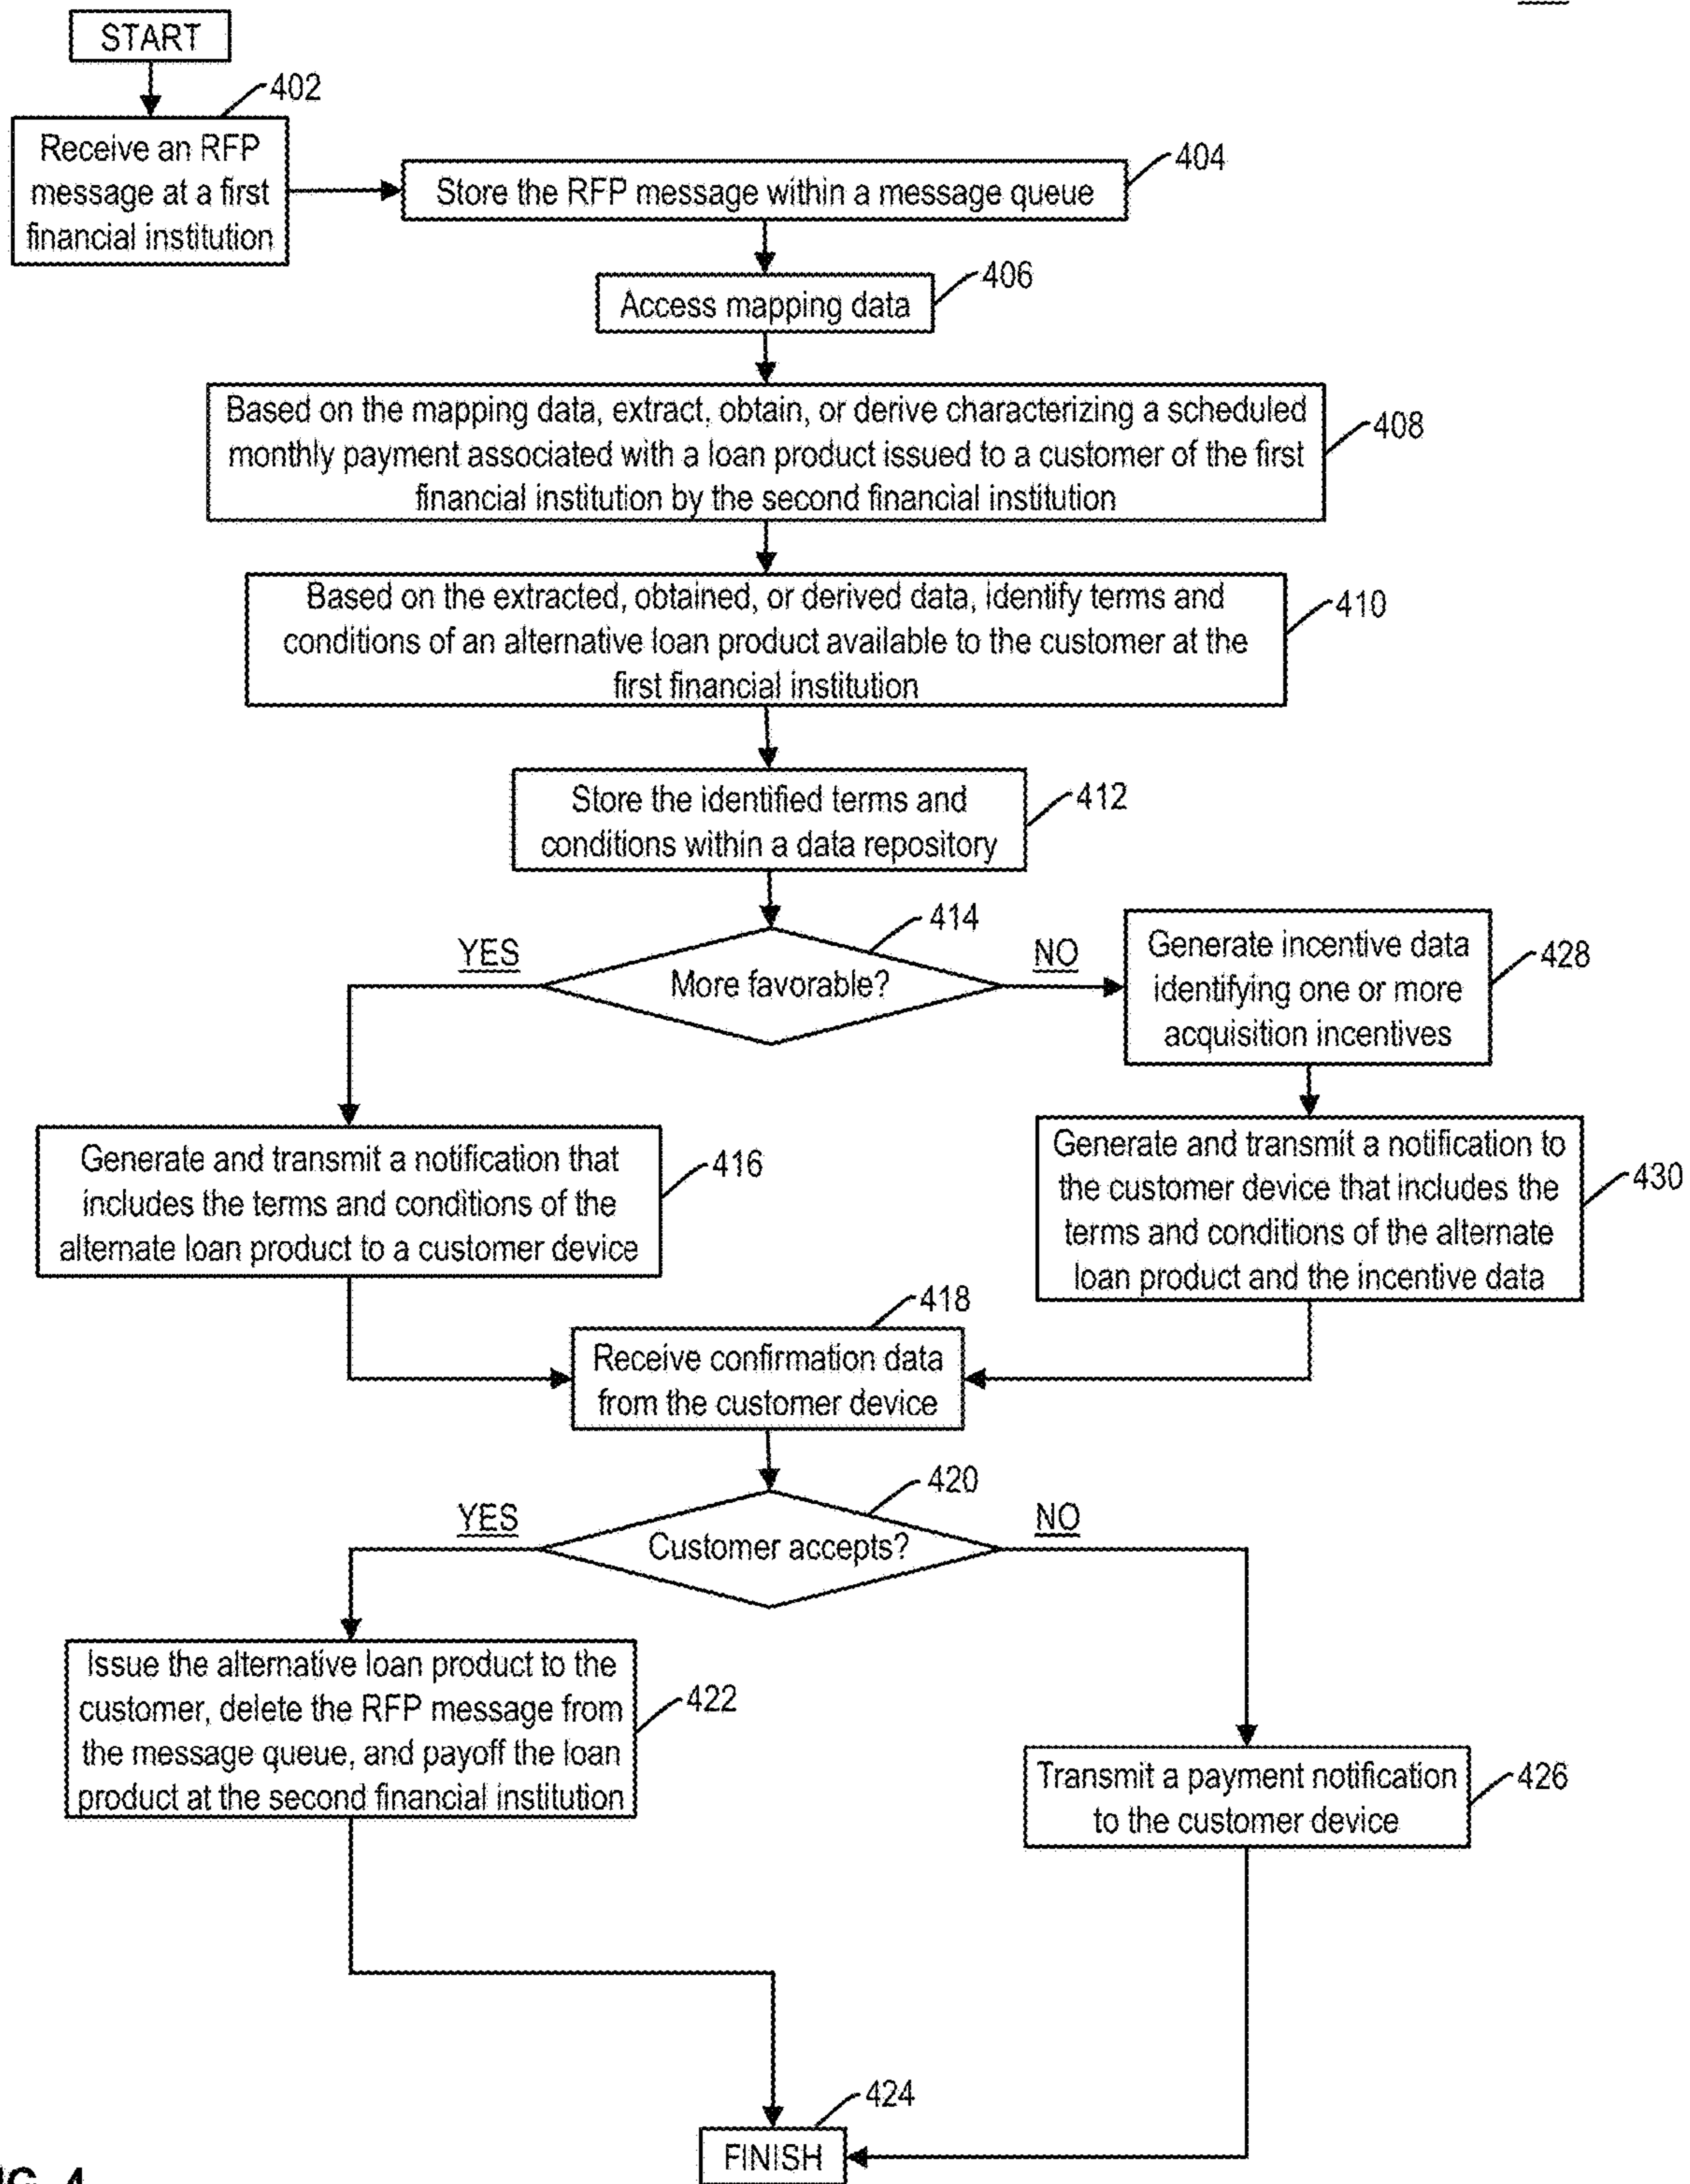 START
402
Receive an RFP
message at a first
financial institution
404
Store the RFP message within a message queue
406
Access mapping data
408
Based on the mapping data, extract, obtain, or derive characterizing a scheduled
monthly payment associated with a loan product issued to a customer of the first
financial institution by the second financial institution
410
Based on the extracted, obtained, or derived data, identify terms and
conditions of an alternative loan product available to the customer at the
first financial institution
412
Store the identified terms and
conditions within a data repository
414
YES
More favorable?
NO
428
Generate incentive data
identifying one or more
acquisition incentives
416
Generate and transmit a notification that
includes the terms and conditions of the
alternate loan product to a customer device
430
Generate and transmit a notification to
the customer device that includes the
terms and conditions of the alternate
loan product and the incentive data
418
Receive confirmation data
from the customer device
420
YES
Customer accepts?
NO
422
Issue the alternative loan product to the
customer, delete the RFP message from
the message queue, and payoff the loan
product at the second financial institution
426
Transmit a payment notification
to the customer device
424
FINISH